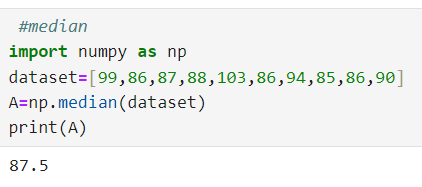 #median
import numpy as np
dataset=[99,86,87,88,103,86,94,85,86,90]
A=np.median(dataset)
print(A)
87.5